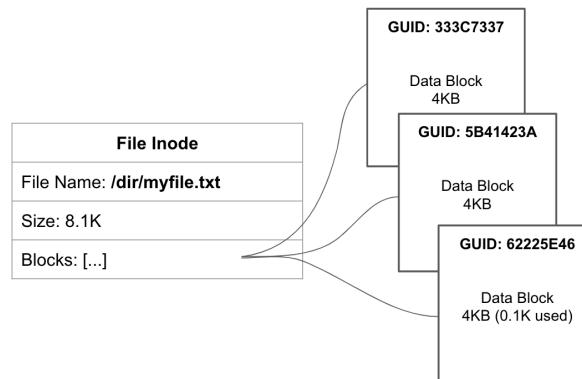 File Inode
File Name: /dir/myfile.txt
Size: 8.1K
Blocks: [...]
GUID: 333C7337
Data Block
4KB
GUID: 5B41423A
Data Block
4KB
GUID: 62225E46
Data Block
4KB (0.1K used)